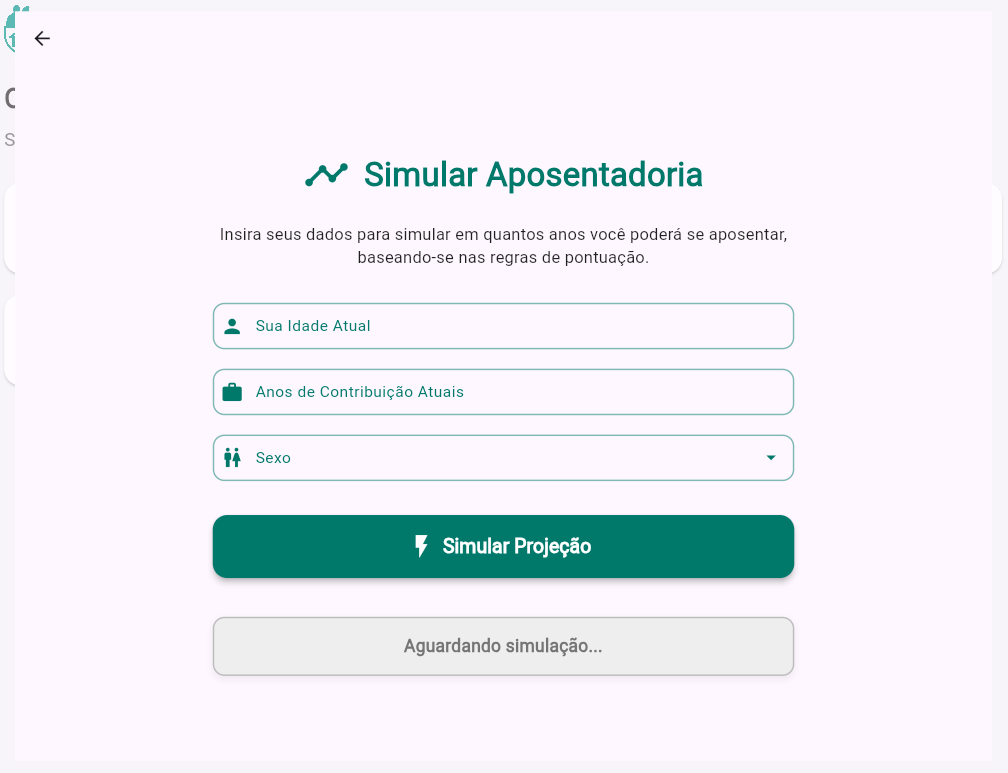 Simular Aposentadoria
Insira seus dados para simular em quantos anos você poderá se aposentar,
baseando-se nas regras de pontuação.
Sua Idade Atual
Anos de Contribuição Atuais
Sexo
Simular Projeção
Aguardando simulação...